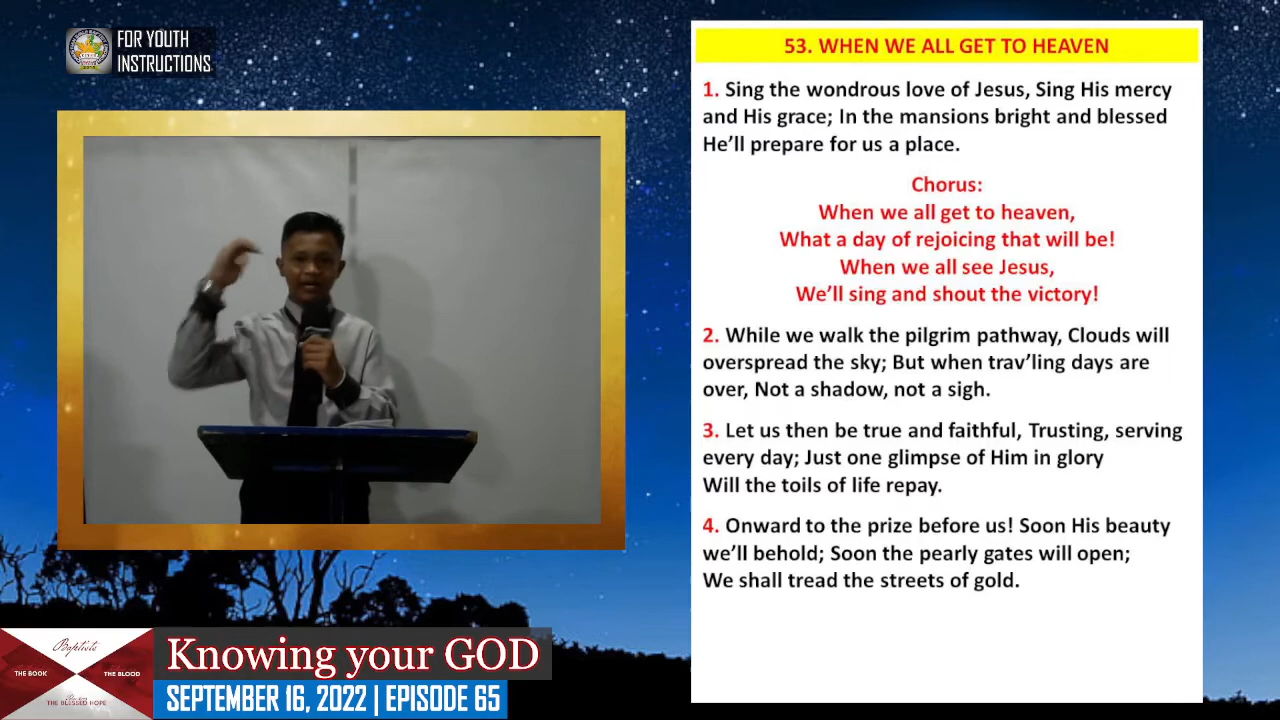 FOR YOUTH
INSTRUCTIONS
53. WHEN WE ALL GET TO HEAVEN
1. Sing the wondrous love of Jesus, Sing His mercy
and His grace; In the mansions bright and blessed
He’ll prepare for us a place.
Chorus:
When we all get to heaven,
What a day of rejoicing that will be!
When we all see Jesus,
We’ll sing and shout the victory!
2. While we walk the pilgrim pathway, Clouds will
overspread the sky; But when trav’ling days are
over, Not a shadow, not a sigh.
3. Let us then be true and faithful, Trusting, serving
every day; Just one glimpse of Him in glory
Will the toils of life repay.
4. Onward to the prize before us! Soon His beauty
we’ll behold; Soon the pearly gates will open;
We shall tread the streets of gold.
Baptists
THE BOOK
THE BLOOD
THE BLESSED HOPE
Knowing your GOD
SEPTEMBER 16, 2022 | EPISODE 65